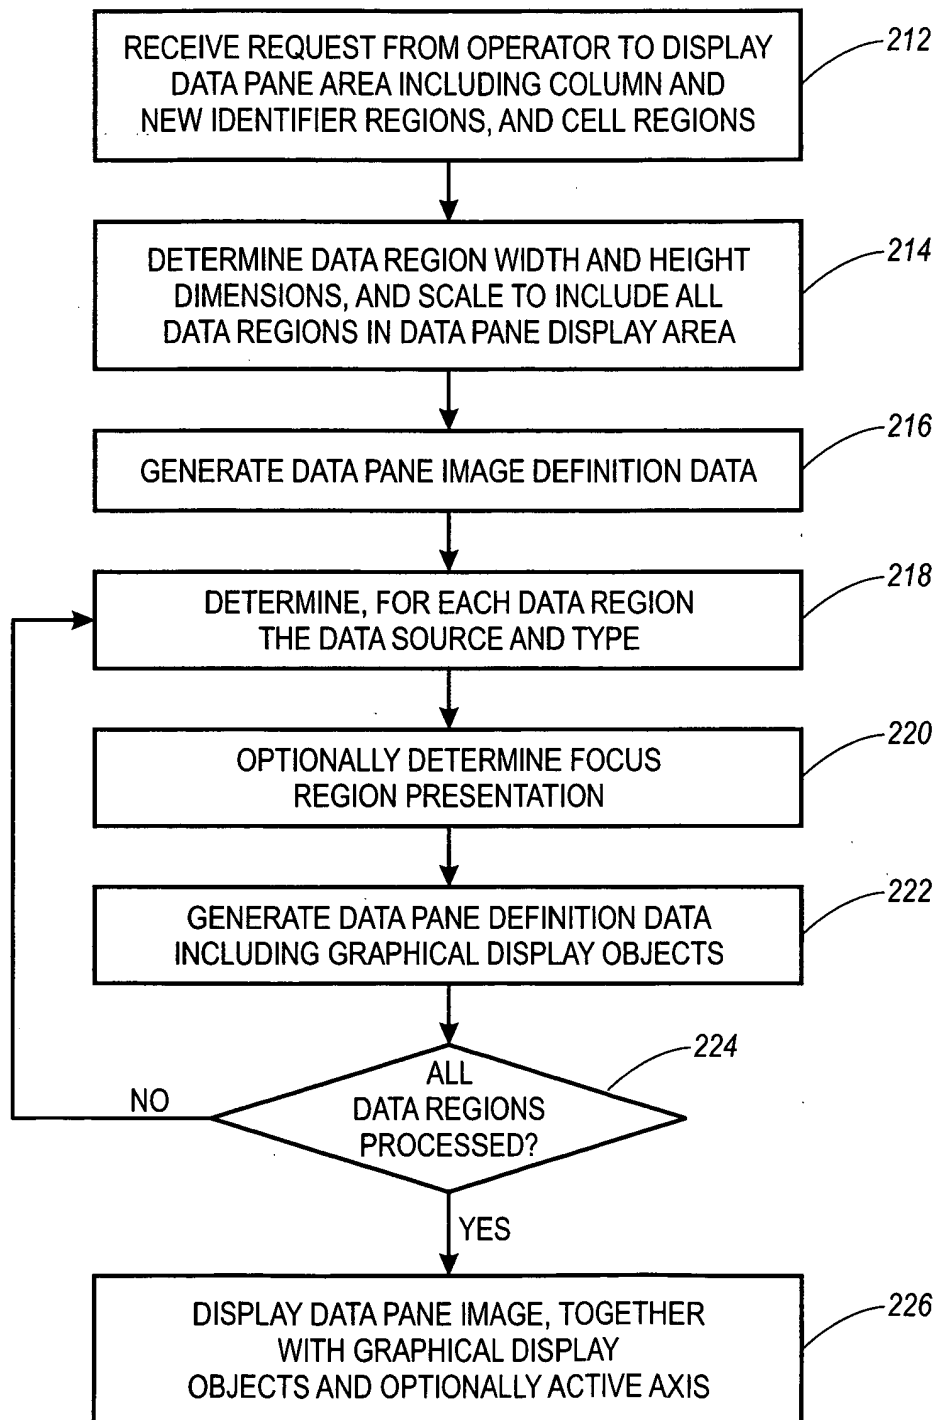 RECEIVE REQUEST FROM OPERATOR TO DISPLAY
DATA PANE AREA INCLUDING COLUMN AND
NEW IDENTIFIER REGIONS, AND CELL REGIONS
212
DETERMINE DATA REGION WIDTH AND HEIGHT
DIMENSIONS, AND SCALE TO INCLUDE ALL
DATA REGIONS IN DATA PANE DISPLAY AREA
214
GENERATE DATA PANE IMAGE DEFINITION DATA
216
DETERMINE, FOR EACH DATA REGION
THE DATA SOURCE AND TYPE
218
OPTIONALLY DETERMINE FOCUS
REGION PRESENTATION
220
GENERATE DATA PANE DEFINITION DATA
INCLUDING GRAPHICAL DISPLAY OBJECTS
222
ALL
DATA REGIONS
PROCESSED?
224
NO
YES
DISPLAY DATA PANE IMAGE, TOGETHER
WITH GRAPHICAL DISPLAY
OBJECTS AND OPTIONALLY ACTIVE AXIS
226